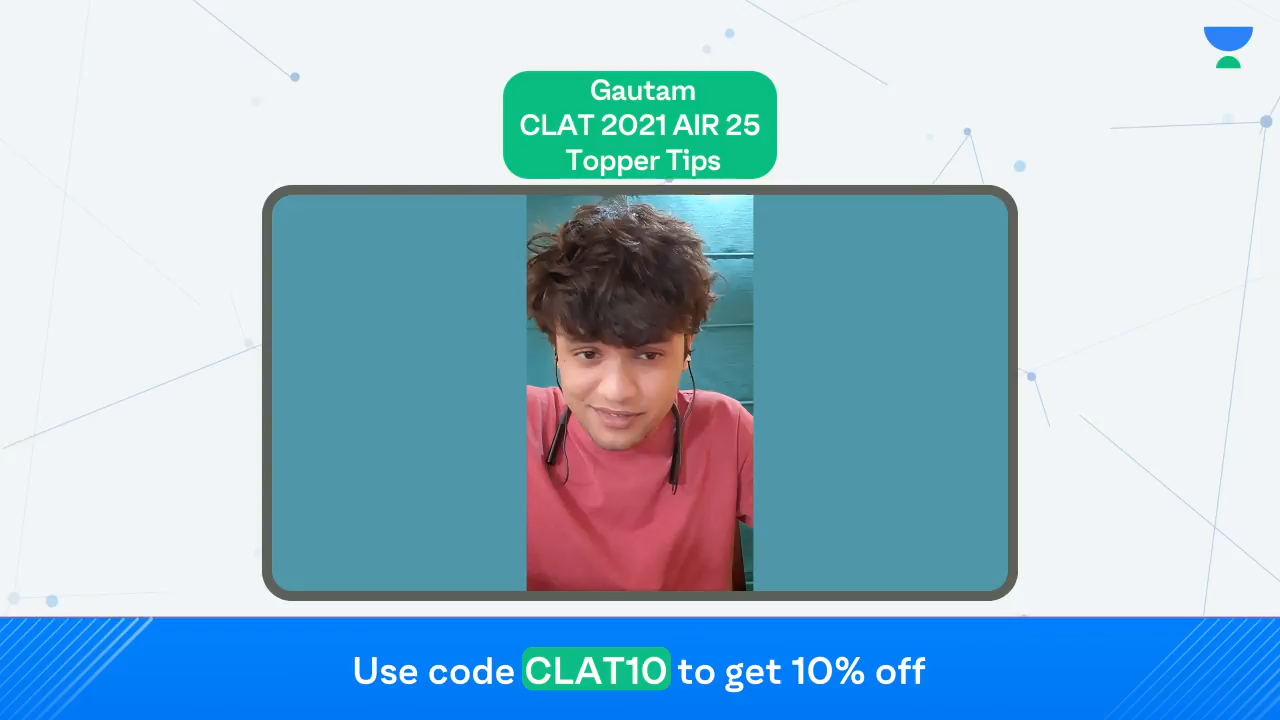 Gautam
CLAT 2021 AIR 25
Topper Tips
Use code CLAT10 to get 10% off